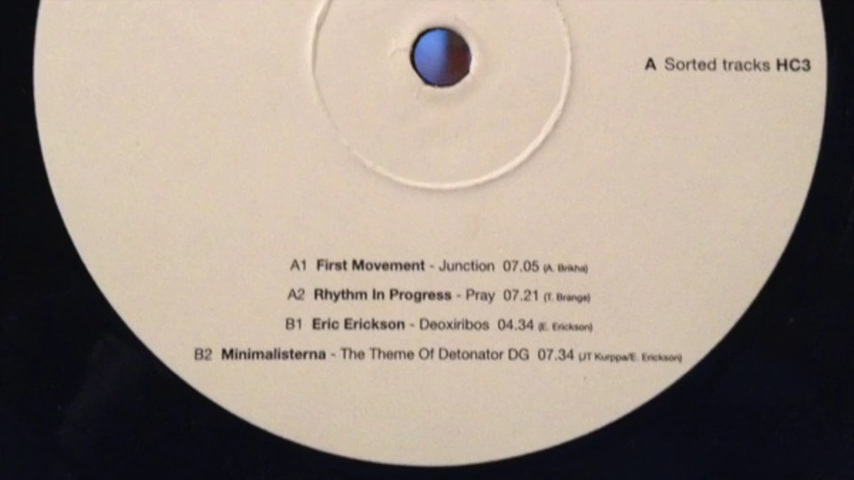 A Sorted tracks HC3
A1 First Movement - Junction 07.05 (A. Brikha)
A2 Rhythm In Progress - Pray 07.21 (T. Brange)
B1 Eric Erickson - Deoxiribos 04.34 (E. Erickson)
B2 Minimalisterna - The Theme Of Detonator DG 07.34 (JT Kurppa/E. Erickson)